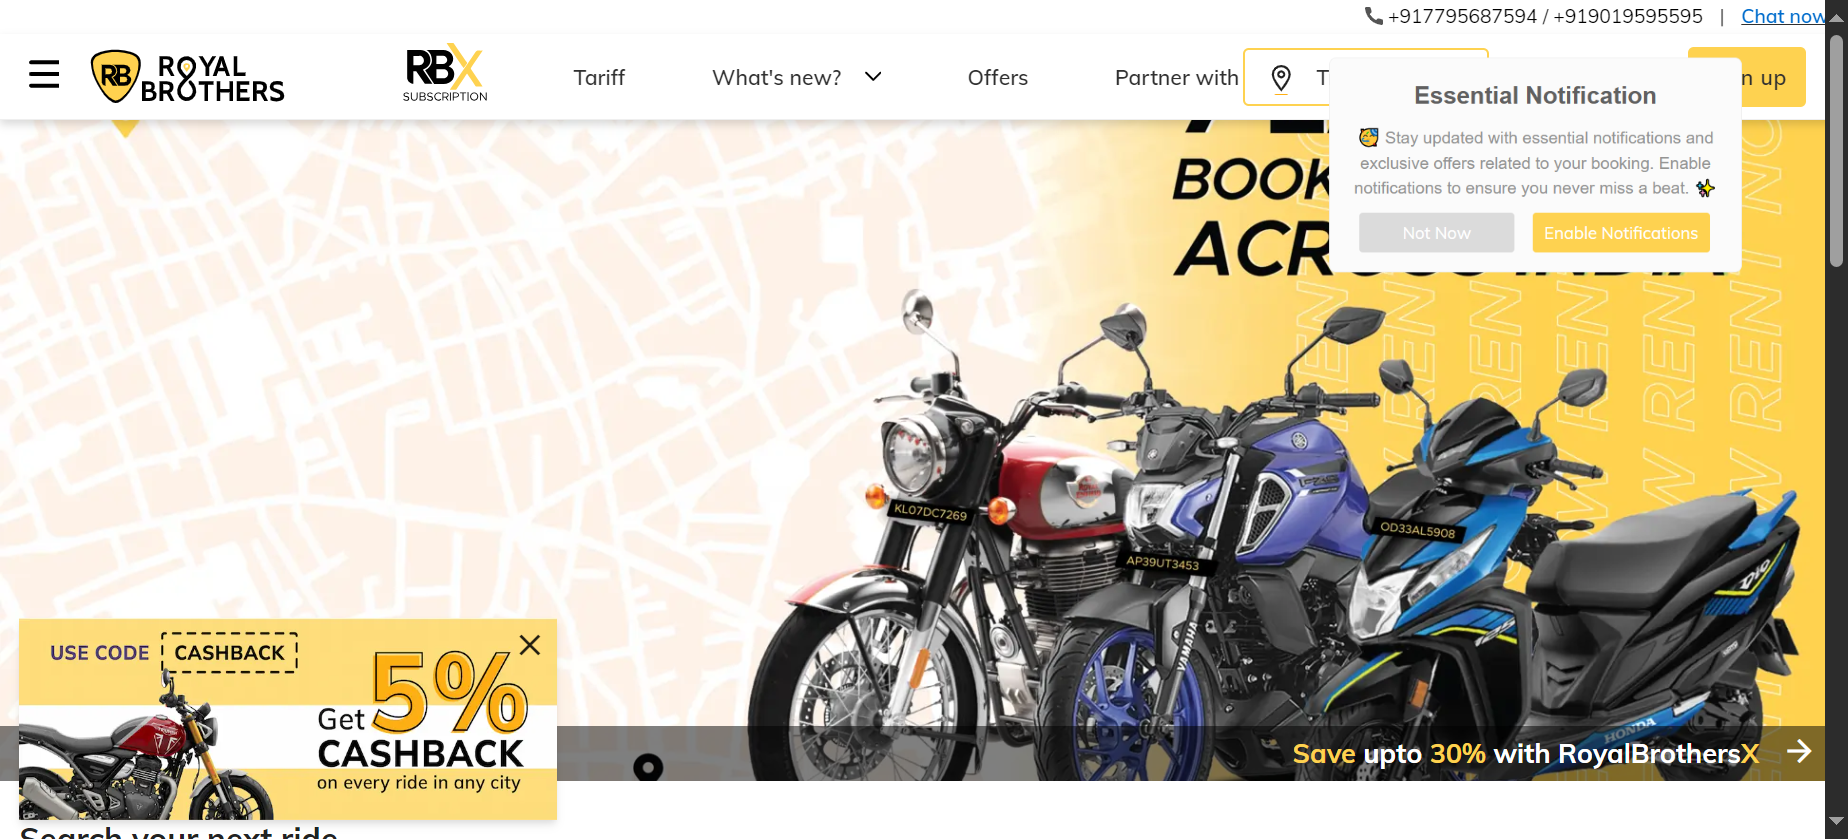 +917795687594 / +919019595595 | Chat now
RB ROYAL BROTHERS
RBX SUBSCRIPTION
Tariff
What's new?
Offers
Partner with
up
Essential Notification
🥳 Stay updated with essential notifications and
exclusive offers related to your booking. Enable
notifications to ensure you never miss a beat. ✨
Not Now
Enable Notifications
BOOK
ACROSS INDIA
KL07DC7269
AP39UT3453
OD33AL5908
YAMAHA
HONDA
DIO
125
USE CODE CASHBACK
Get 5%
CASHBACK
on every ride in any city
Save upto 30% with RoyalBrothersX
Search your next ride